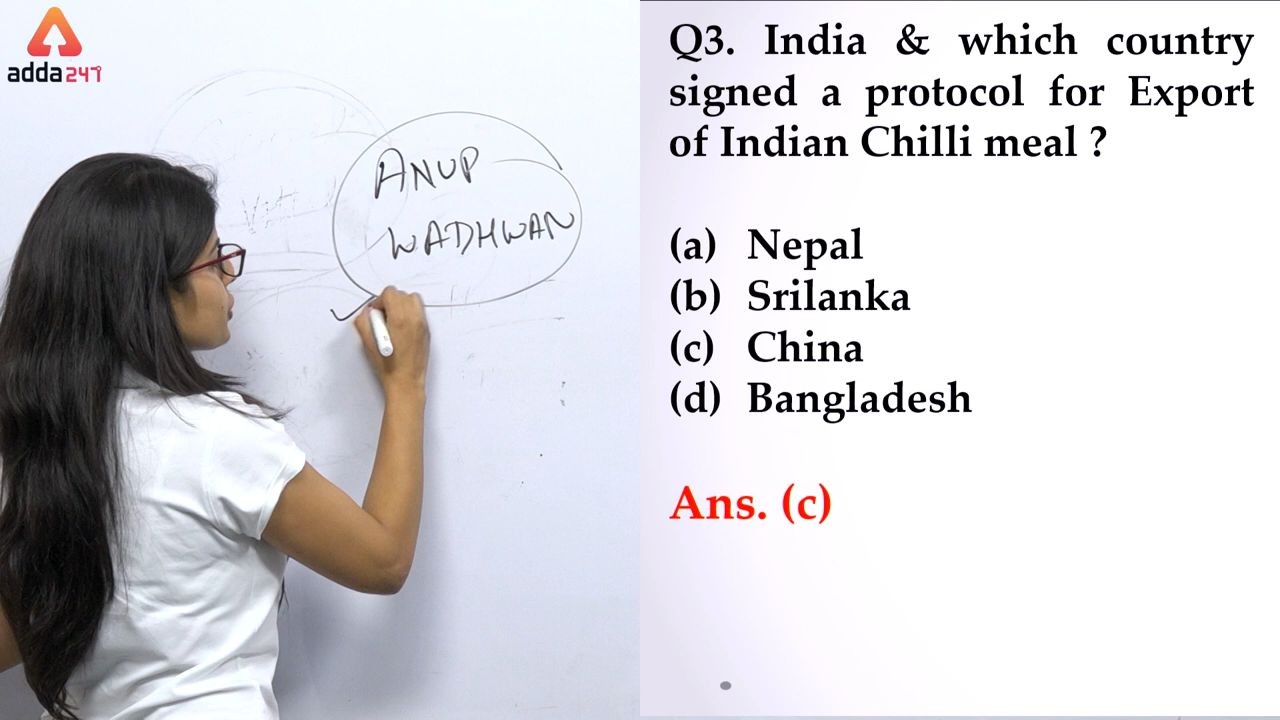 adda247
ANUP
WADHWAN
Q3. India & which country
signed a protocol for Export
of Indian Chilli meal ?
(a) Nepal
(b) Srilanka
(c) China
(d) Bangladesh
Ans. (c)